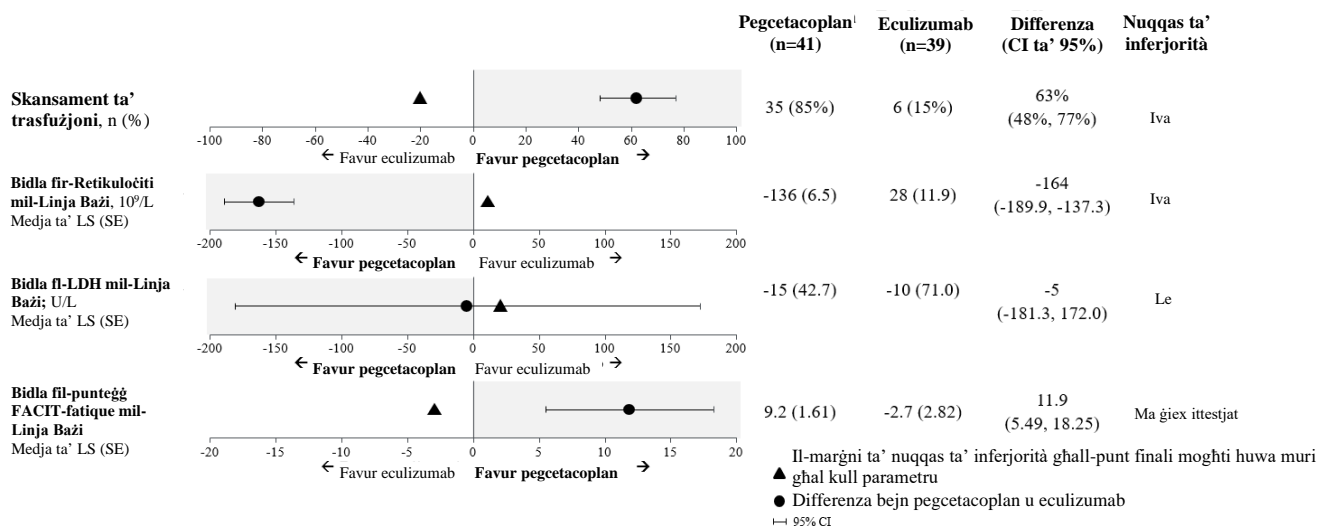 Pegcetacoplan¹ Eculizumab Differenza Nuqqas ta’
(n=41) (n=39) (CI ta’ 95%) inferjorità
Skansament ta’
trasfużjoni, n (%)
35 (85%) 6 (15%) 63% Iva
(48%, 77%)
-100 -80 -60 -40 -20 0 20 40 60 80 100
← Favur eculizumab Favur pegcetacoplan →
Bidla fir-Retikuloċiti
mil-Linja Bażi, 10⁹/L
Medja ta’ LS (SE)
-136 (6.5) 28 (11.9) -164 Iva
(-189.9, -137.3)
-200 -150 -100 -50 0 50 100 150 200
← Favur pegcetacoplan Favur eculizumab →
Bidla fl-LDH mil-Linja
Bażi; U/L
Medja ta’ LS (SE)
-15 (42.7) -10 (71.0) -5 Le
(-181.3, 172.0)
-200 -150 -100 -50 0 50 100 150 200
← Favur pegcetacoplan Favur eculizumab →
Bidla fil-punteġġ
FACIT-fatique mil-
Linja Bażi
Medja ta’ LS (SE)
9.2 (1.61) -2.7 (2.82) 11.9 Ma ġiex ittestjat
(5.49, 18.25)
-20 -15 -10 -5 0 5 10 15 20
← Favur eculizumab Favur pegcetacoplan →
Il-marġni ta’ nuqqas ta’ inferjorità għall-punt finali mogħti huwa muri
▲ għal kull parametru
● Differenza bejn pegcetacoplan u eculizumab
95% CI